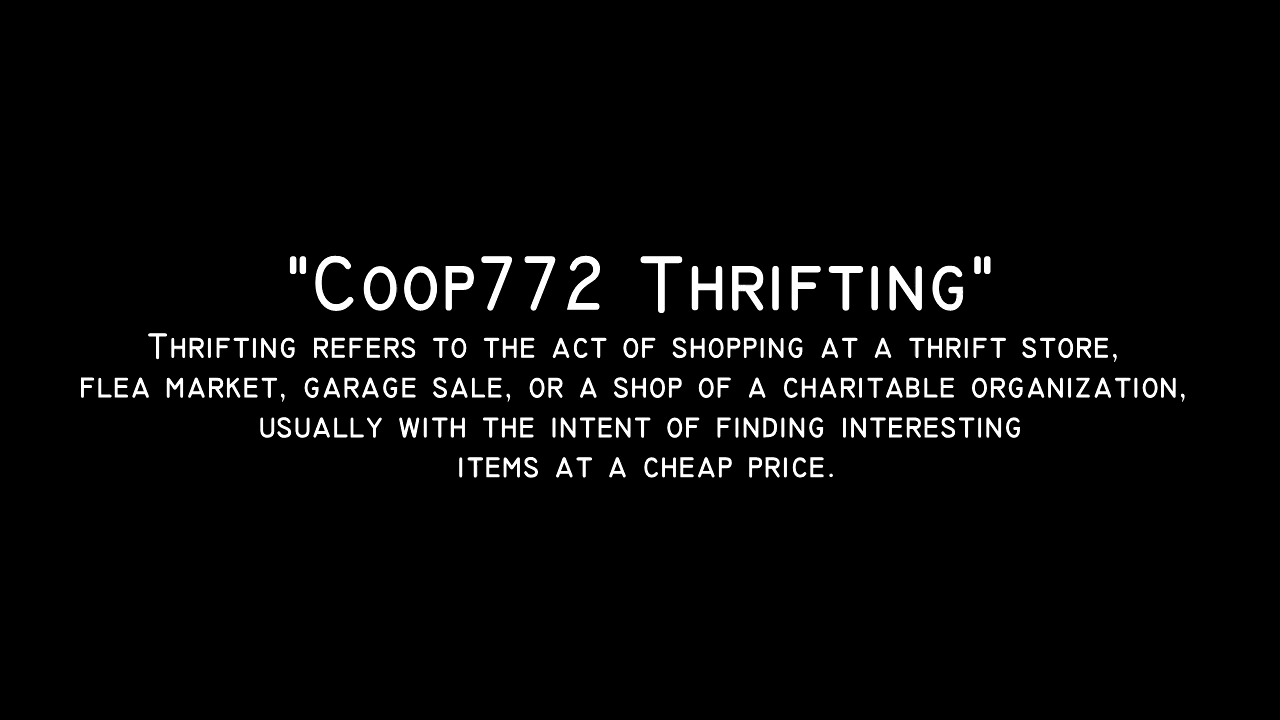 "Coop772 Thrifting"
Thrifting refers to the act of shopping at a thrift store,
flea market, garage sale, or a shop of a charitable organization,
usually with the intent of finding interesting
items at a cheap price.